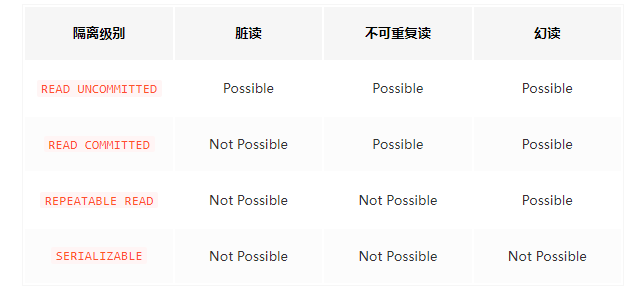 隔离级别 脏读 不可重复读 幻读
READ UNCOMMITTED Possible Possible Possible
READ COMMITTED Not Possible Possible Possible
REPEATABLE READ Not Possible Not Possible Possible
SERIALIZABLE Not Possible Not Possible Not Possible